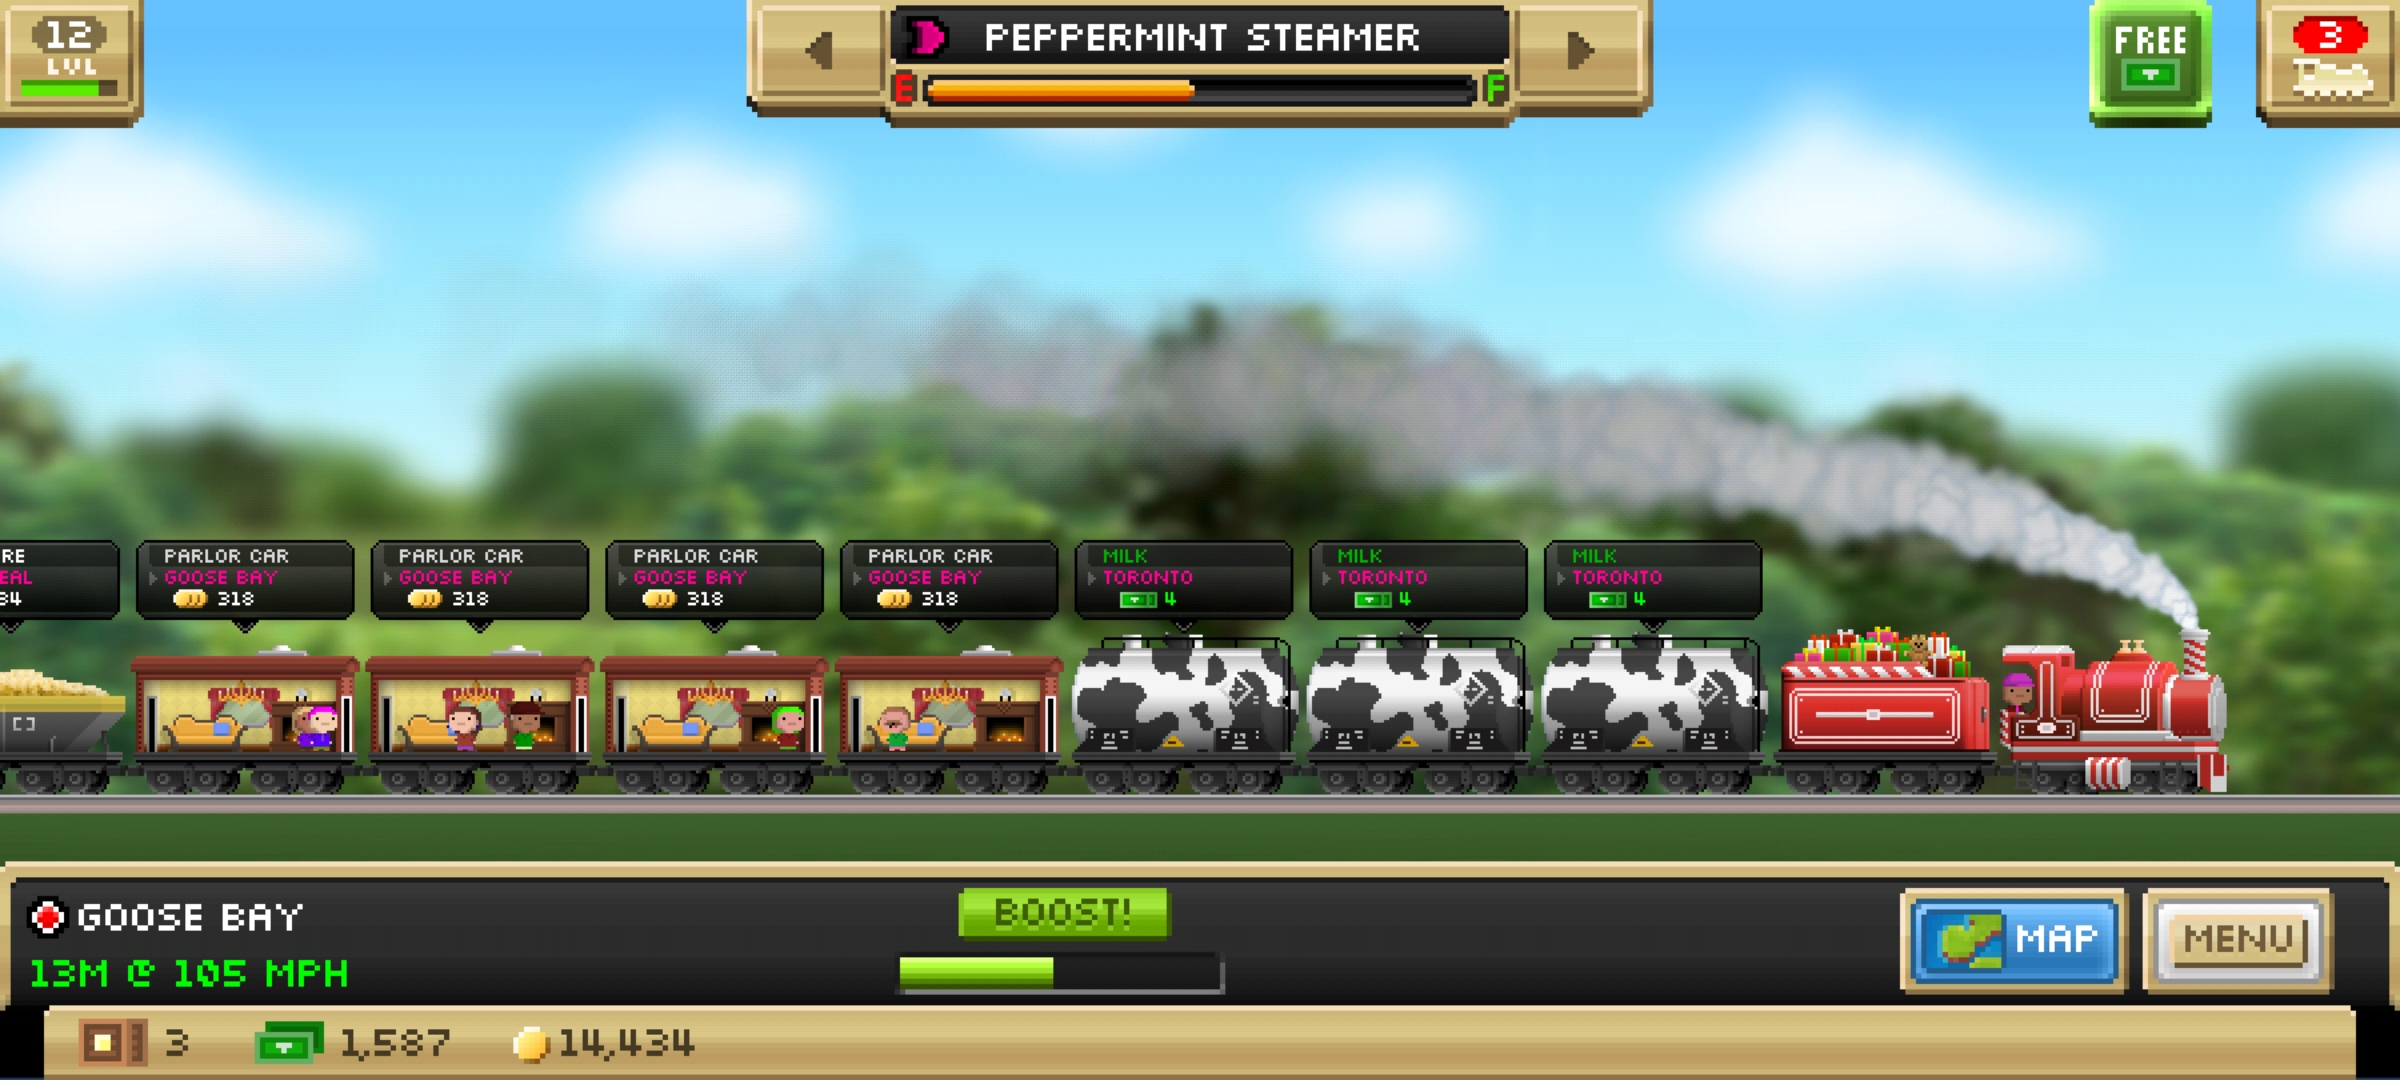 12
LVL
PEPPERMINT STEAMER
E F
FREE
3
RE
EAL
34
PARLOR CAR
GOOSE BAY
318
PARLOR CAR
GOOSE BAY
318
PARLOR CAR
GOOSE BAY
318
PARLOR CAR
GOOSE BAY
318
MILK
TORONTO
4
MILK
TORONTO
4
MILK
TORONTO
4
GOOSE BAY
13M @ 105 MPH
BOOST!
MAP
MENU
3 1,587 14,434